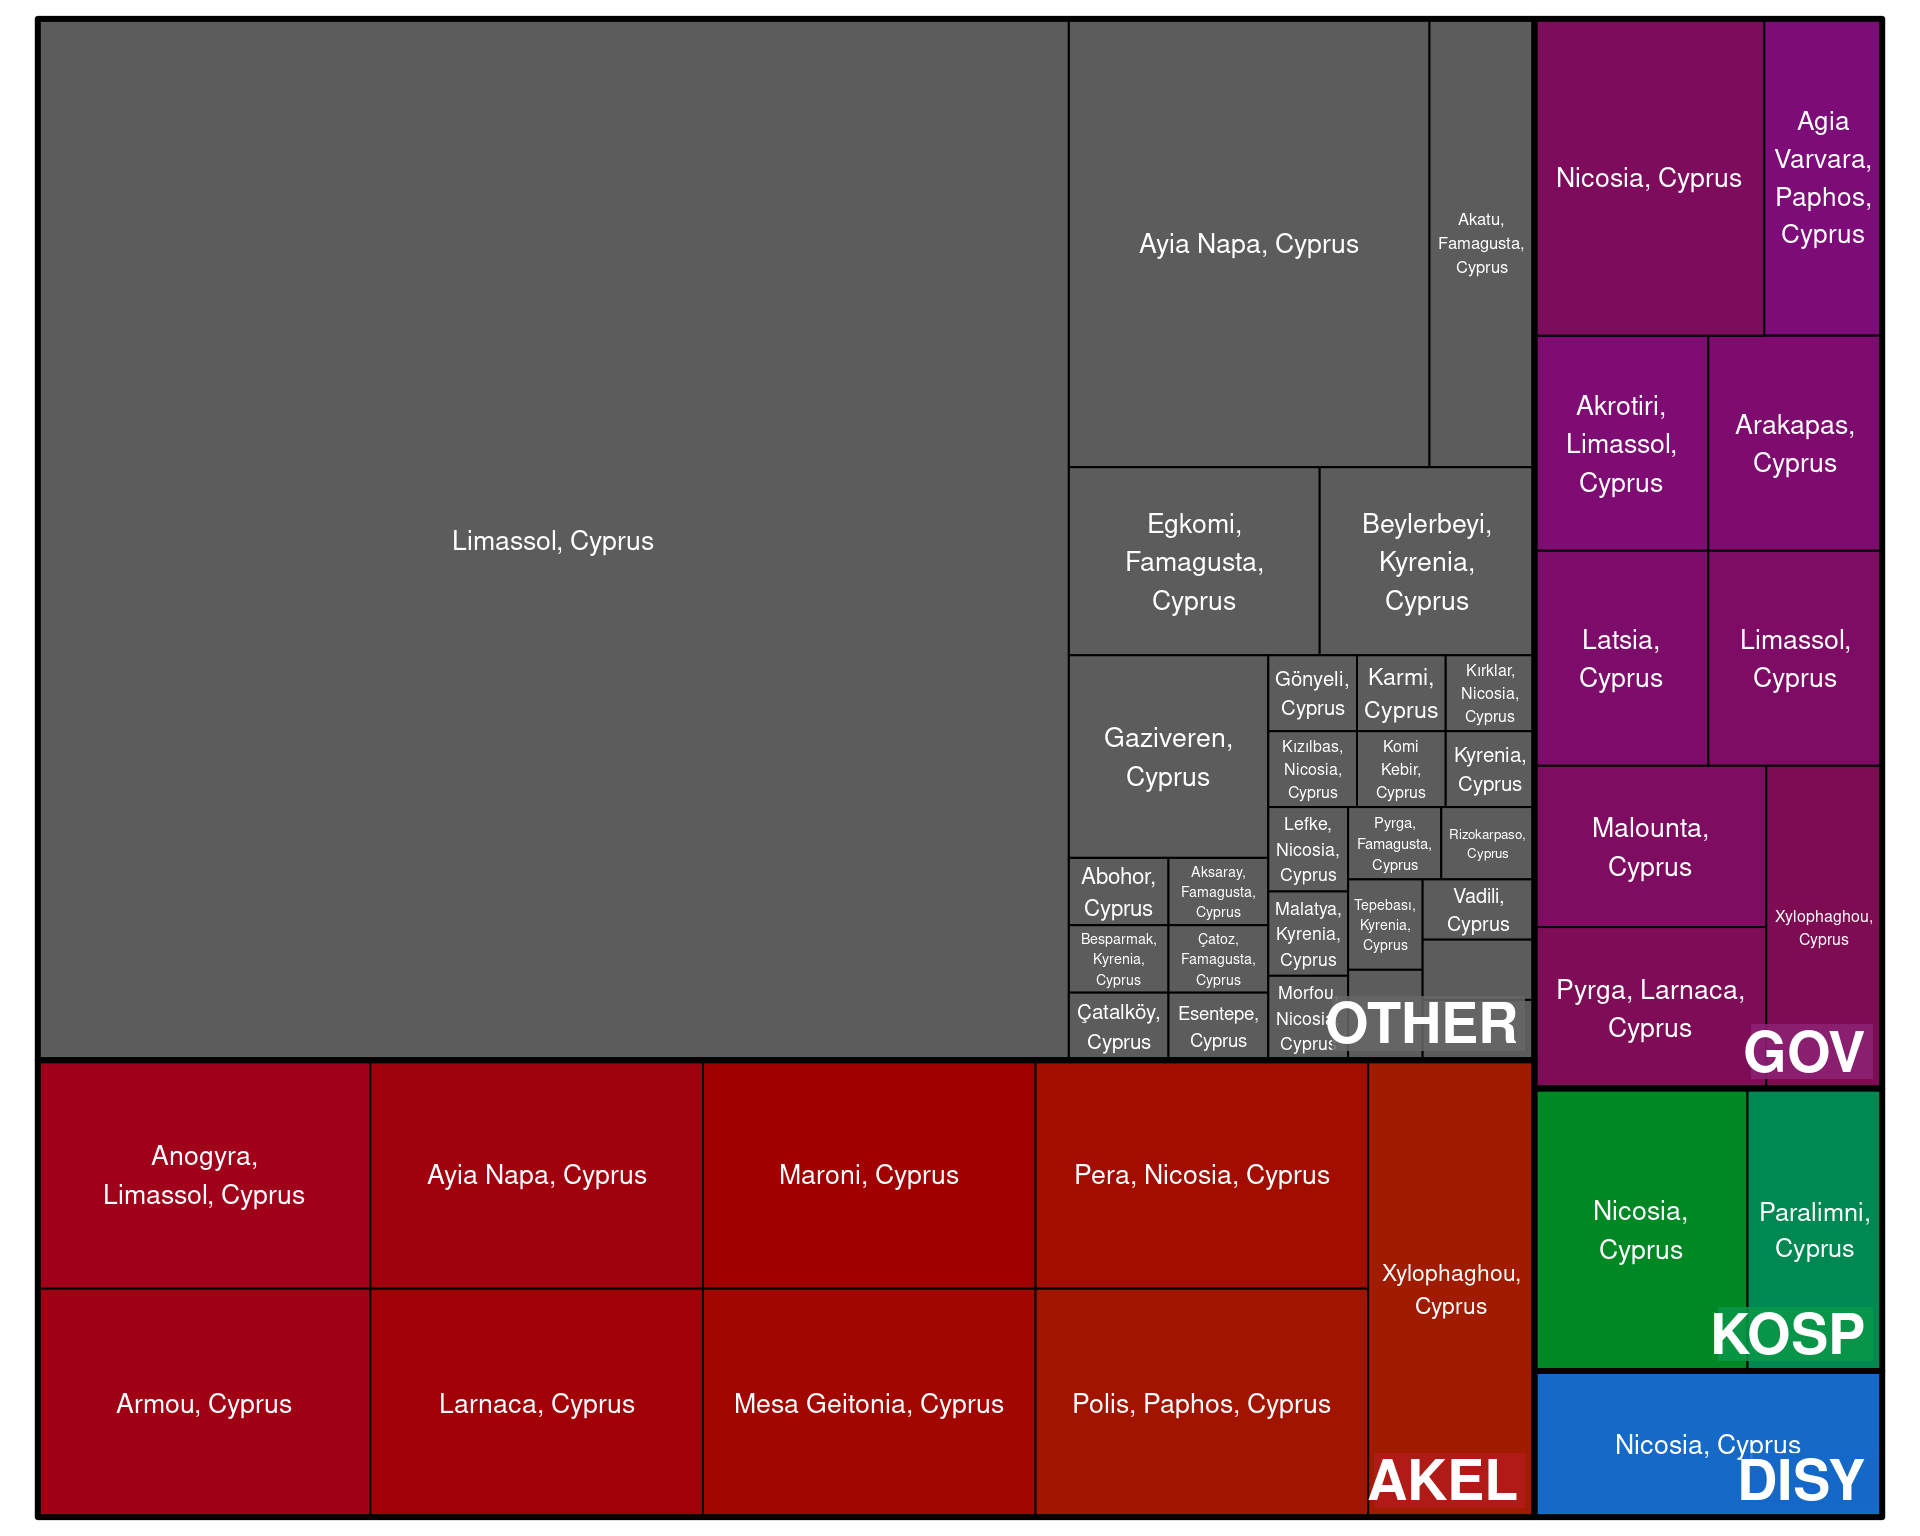 Limassol, Cyprus
Ayia Napa, Cyprus
Akatu,
Famagusta,
Cyprus
Egkomi,
Famagusta,
Cyprus
Beylerbeyi,
Kyrenia,
Cyprus
Gaziveren,
Cyprus
Gönyeli,
Cyprus
Karmi,
Cyprus
Kırklar,
Nicosia,
Cyprus
Kızılbas,
Nicosia,
Cyprus
Komi
Kebir,
Cyprus
Kyrenia,
Cyprus
Lefke,
Nicosia,
Cyprus
Pyrga,
Famagusta,
Cyprus
Rizokarpaso,
Cyprus
Abohor,
Cyprus
Aksaray,
Famagusta,
Cyprus
Malatya,
Kyrenia,
Cyprus
Tepebası,
Kyrenia,
Cyprus
Vadili,
Cyprus
Besparmak,
Kyrenia,
Cyprus
Çatoz,
Famagusta,
Cyprus
Çatalköy,
Cyprus
Esentepe,
Cyprus
Morfou,
Nicosia
Cyprus
OTHER
Nicosia, Cyprus
Agia
Varvara,
Paphos,
Cyprus
Akrotiri,
Limassol,
Cyprus
Arakapas,
Cyprus
Latsia,
Cyprus
Limassol,
Cyprus
Malounta,
Cyprus
Xylophaghou,
Cyprus
Pyrga, Larnaca,
Cyprus
GOV
Anogyra,
Limassol, Cyprus
Ayia Napa, Cyprus
Maroni, Cyprus
Pera, Nicosia, Cyprus
Xylophaghou,
Cyprus
Armou, Cyprus
Larnaca, Cyprus
Mesa Geitonia, Cyprus
Polis, Paphos, Cyprus
AKEL
Nicosia,
Cyprus
Paralimni,
Cyprus
KOSP
Nicosia, Cyprus
DISY